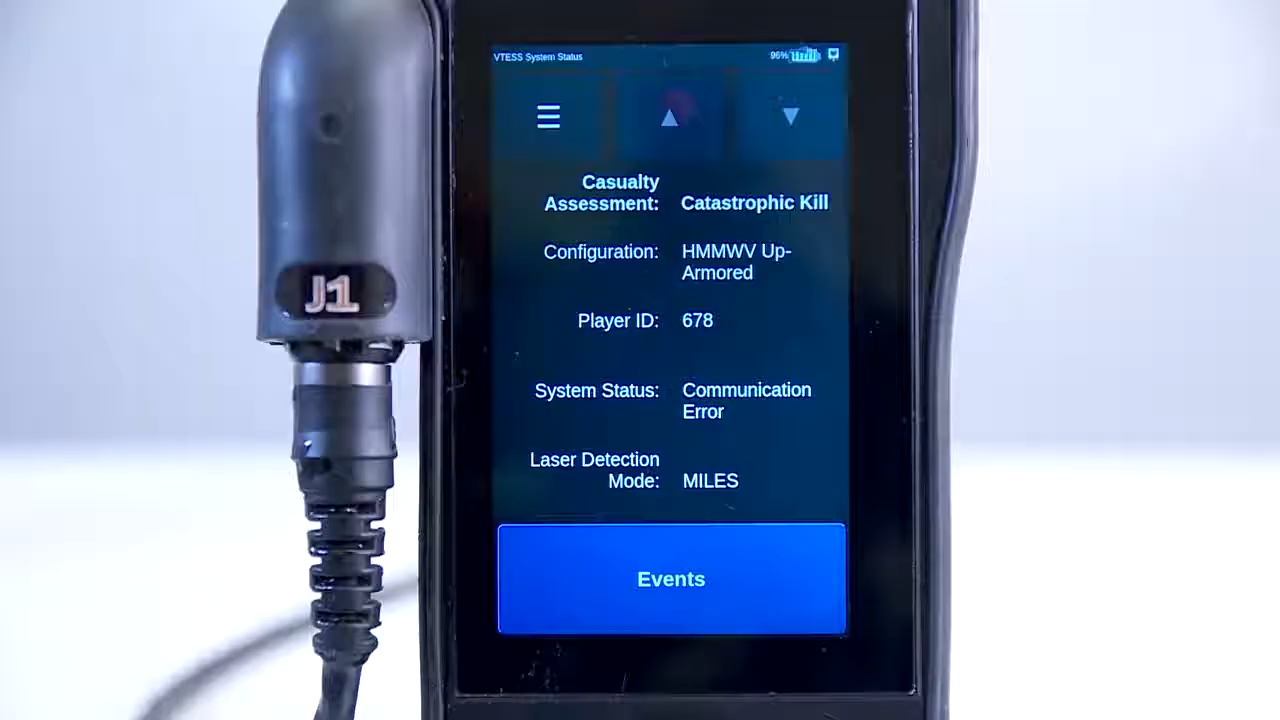 VTESS System Status 96%
Casualty
Assessment: Catastrophic Kill
Configuration: HMMWV Up-
Armored
Player ID: 678
System Status: Communication
Error
Laser Detection
Mode: MILES
Events
J1